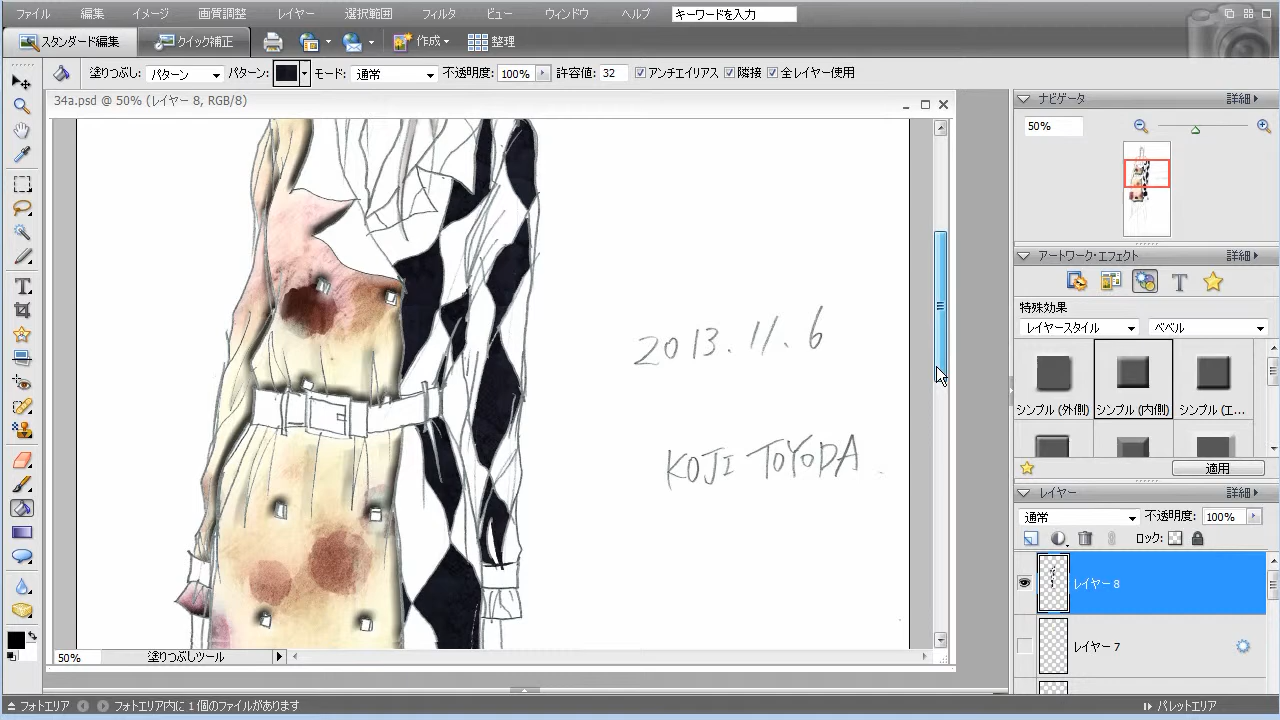 ファイル 編集 イメージ 画質調整 レイヤー 選択範囲 フィルタ ビュー ウィンドウ ヘルプ キーワードを入力
スタンダード編集 クイック補正 作成 整理
塗りつぶし: パターン パターン: モード: 通常 不透明度: 100% 許容値: 32 アンチエイリアス 隣接 全レイヤー使用
34a.psd @ 50% (レイヤー 8, RGB/8)
2013.11.6
KOJI TOYODA.
50% 塗りつぶしツール
ナビゲータ 詳細
50%
アートワーク・エフェクト 詳細
特殊効果
レイヤースタイル ベベル
シンプル (外側) シンプル (内側) シンプル (エ...
適用
レイヤー 詳細
通常 不透明度: 100%
ロック:
レイヤー 8
レイヤー 7
フォトエリア フォトエリア内に 1 個のファイルがあります パレットエリア